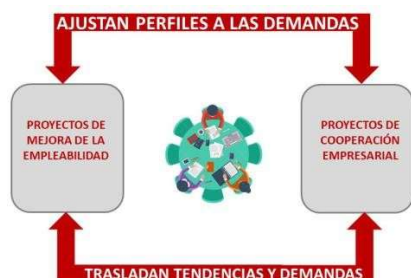 AJUSTAN PERFILES A LAS DEMANDAS
PROYECTOS DE
MEJORA DE LA
EMPLEABILIDAD
PROYECTOS DE
COOPERACIÓN
EMPRESARIAL
TRASLADAN TENDENCIAS Y DEMANDAS